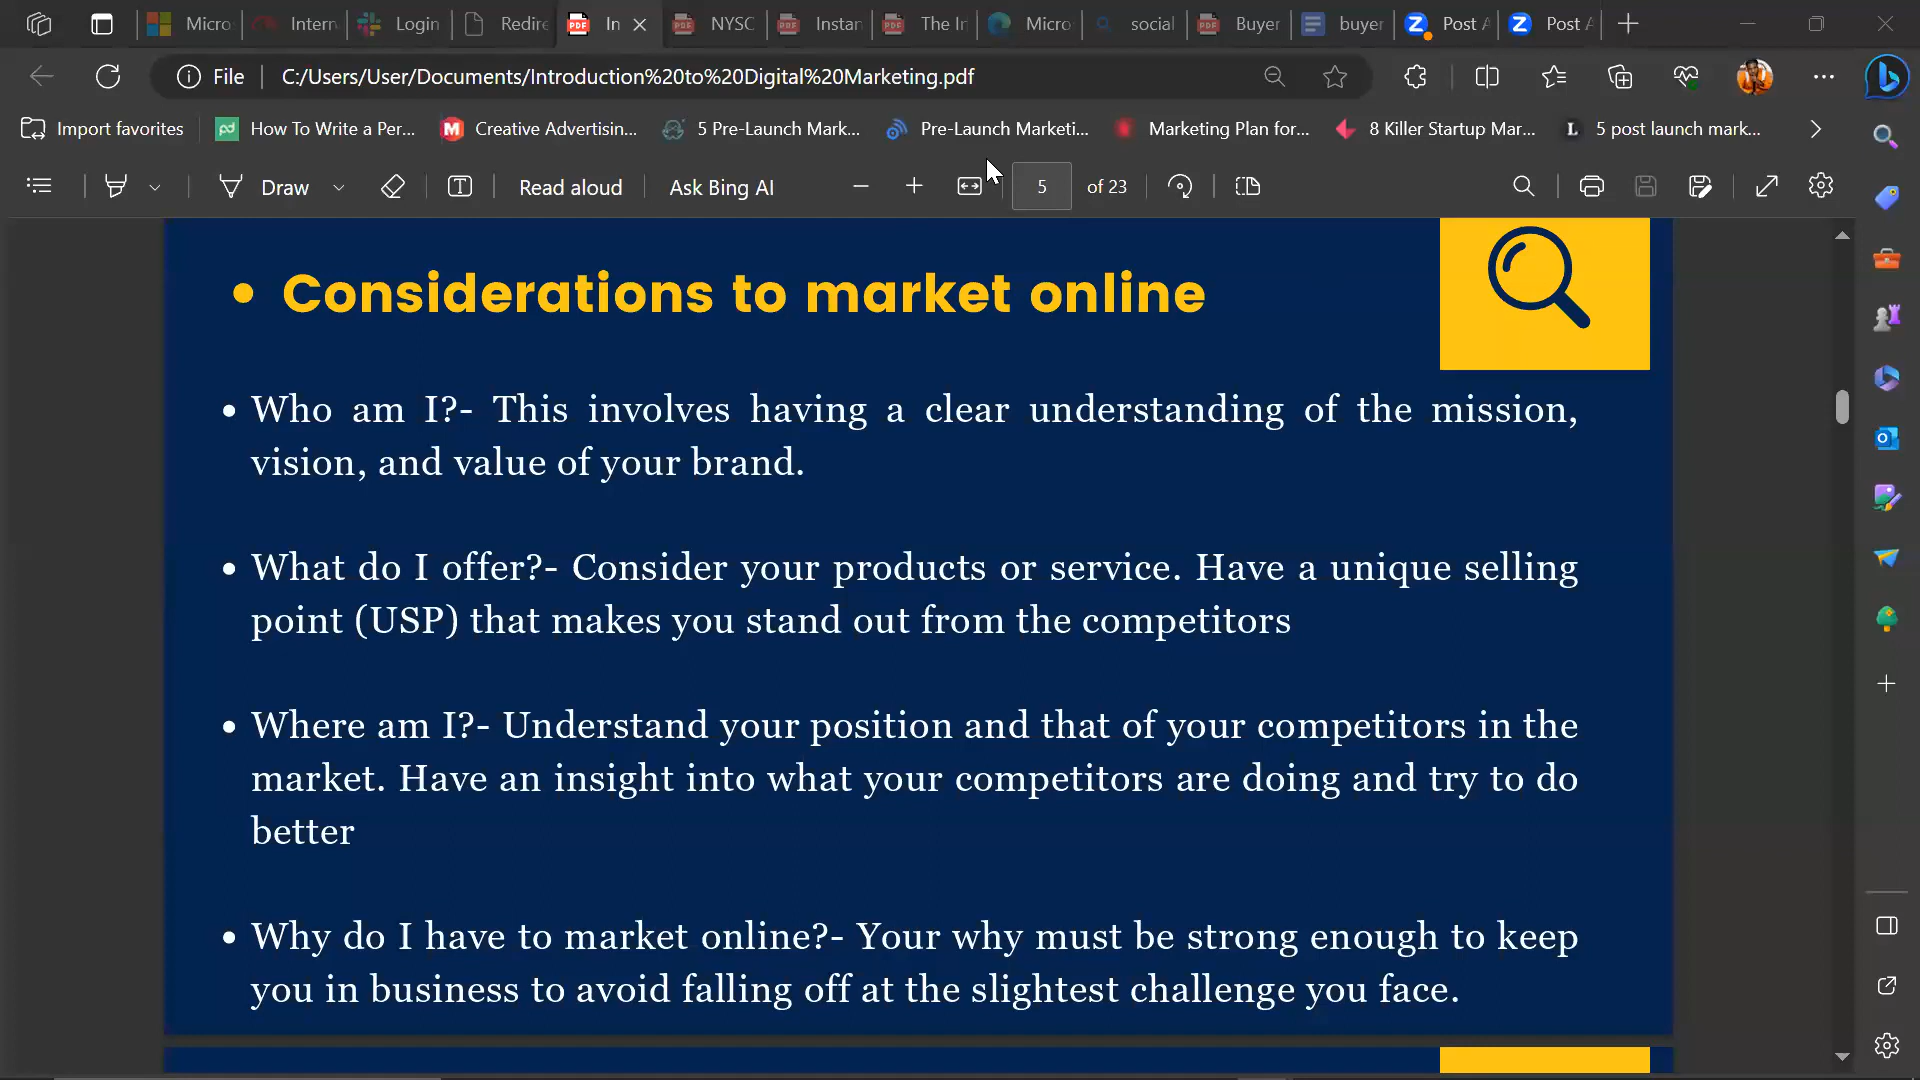 Micro
Intern
Login
Redire
In
NYSC
Instan
The In
Micro
social
Buyer
buyer
Post A
Post A
File
C:/Users/User/Documents/Introduction%20to%20Digital%20Marketing.pdf
Import favorites
How To Write a Per...
Creative Advertisin...
5 Pre-Launch Mark...
Pre-Launch Marketi...
Marketing Plan for...
8 Killer Startup Mar...
5 post launch mark...
Draw
Read aloud
Ask Bing AI
5
of 23
• Considerations to market online
• Who am I?- This involves having a clear understanding of the mission,
vision, and value of your brand.
• What do I offer?- Consider your products or service. Have a unique selling
point (USP) that makes you stand out from the competitors
• Where am I?- Understand your position and that of your competitors in the
market. Have an insight into what your competitors are doing and try to do
better
• Why do I have to market online?- Your why must be strong enough to keep
you in business to avoid falling off at the slightest challenge you face.